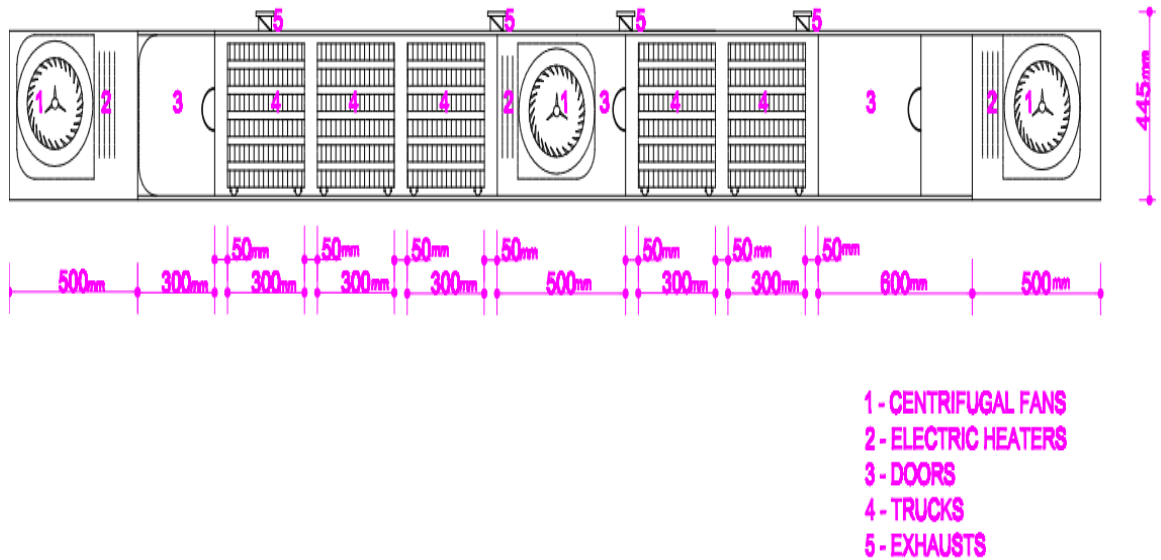 5 5 5 5
1 2 3 4 4 4 2 1 3 4 4 3 2 1
445mm
50mm 50mm 50mm 50mm 50mm 50mm 50mm
500mm 300mm 300mm 300mm 300mm 500mm 300mm 300mm 600mm 500mm
1 - CENTRIFUGAL FANS
2 - ELECTRIC HEATERS
3 - DOORS
4 - TRUCKS
5 - EXHAUSTS